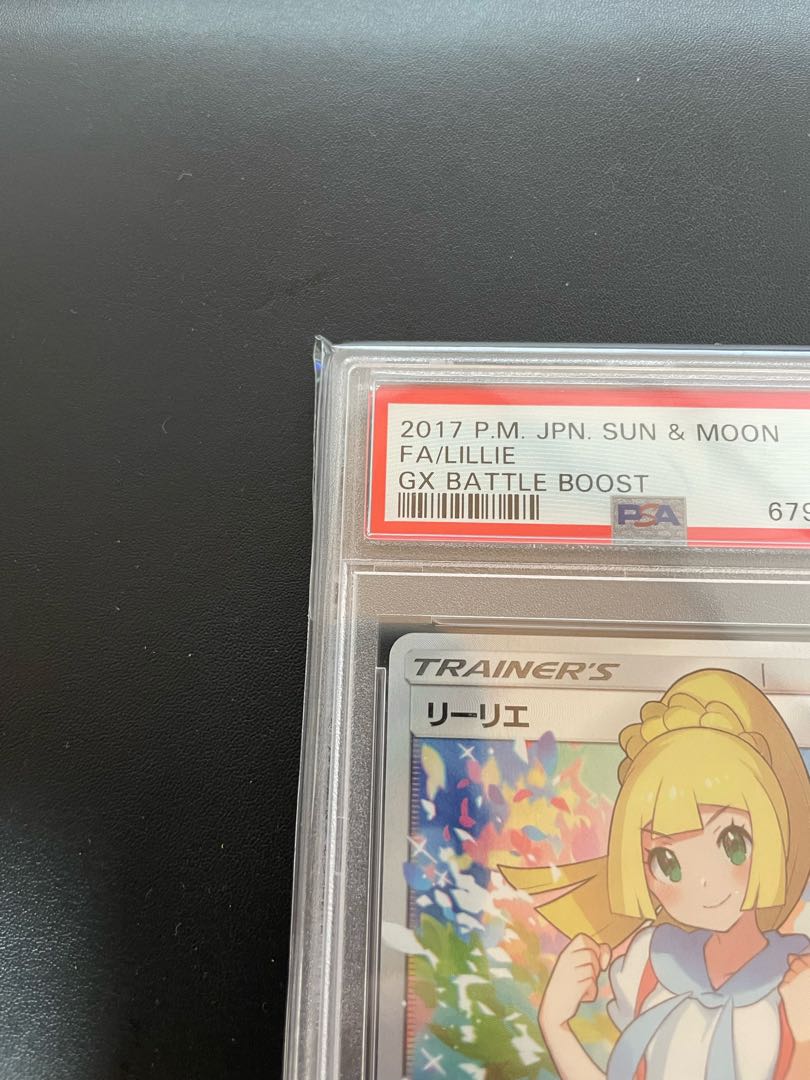 2017 P.M. JPN. SUN & MOON
FA/LILLIE
GX BATTLE BOOST
PSA
679
TRAINER'S
リーリエ